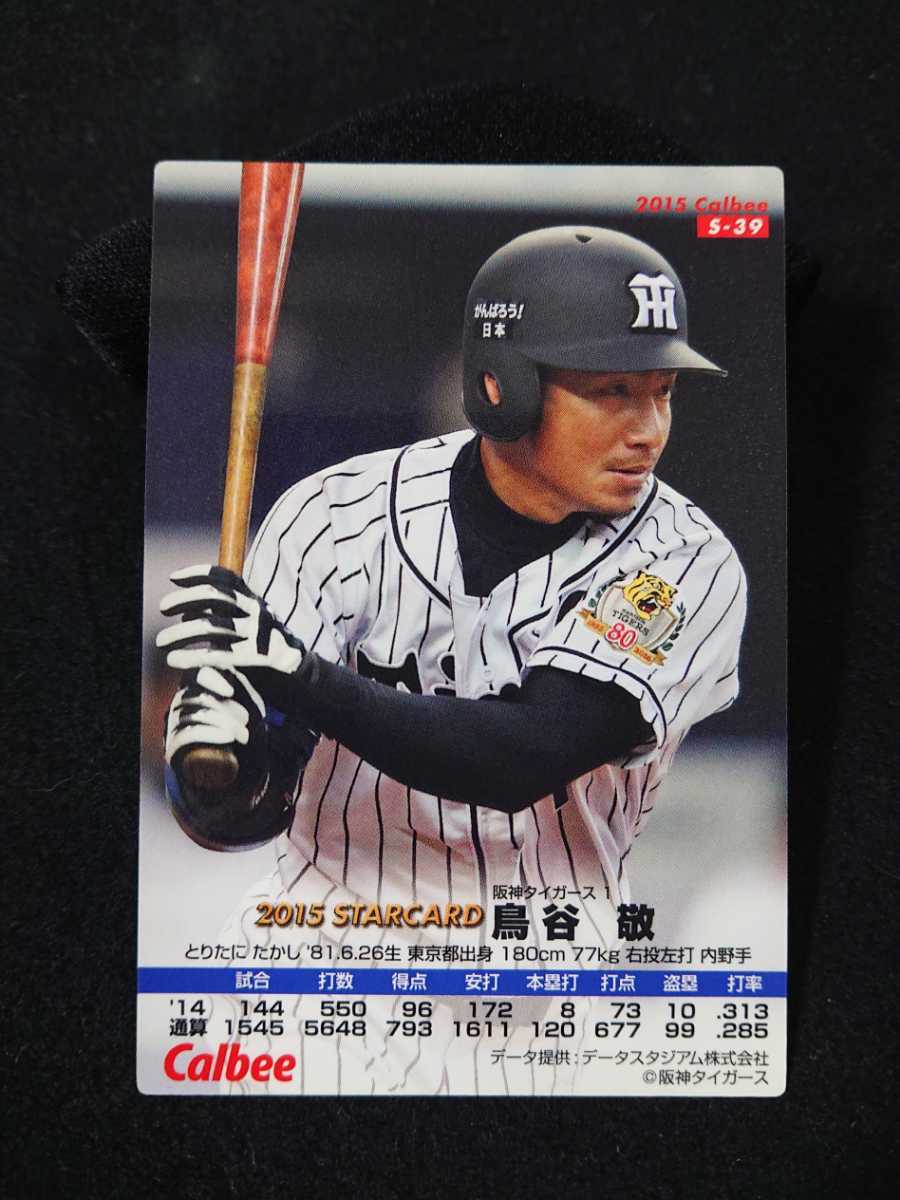 2015 Calbee
S-39
がんばろう!
日本
TIGERS
80
阪神タイガース 1
2015 STARCARD 鳥谷 敬
とりたに たかし '81.6.26生 東京都出身 180cm 77kg 右投左打 内野手
試合 打数 得点 安打 本塁打 打点 盗塁 打率
'14 144 550 96 172 8 73 10 .313
通算 1545 5648 793 1611 120 677 99 .285
Calbee
データ提供:データスタジアム株式会社
©阪神タイガース